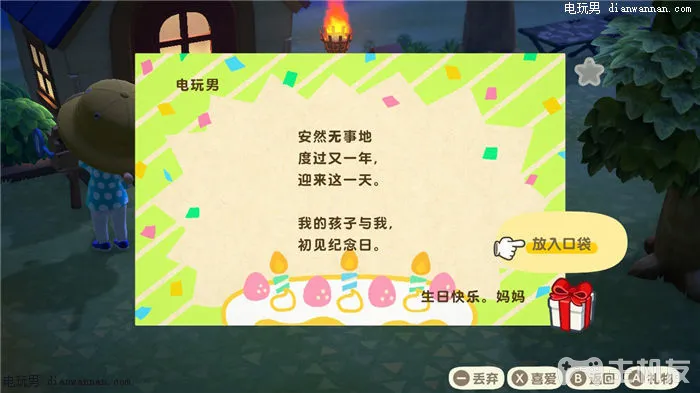 电玩男 dianwannan.com
电玩男
安然无事地
度过又一年，
迎来这一天。
我的孩子与我，
初见纪念日。
放入口袋
生日快乐。妈妈
电玩男 dianwannan.com
− 丢弃 X 喜爱 B 返回 A 礼物
主机友